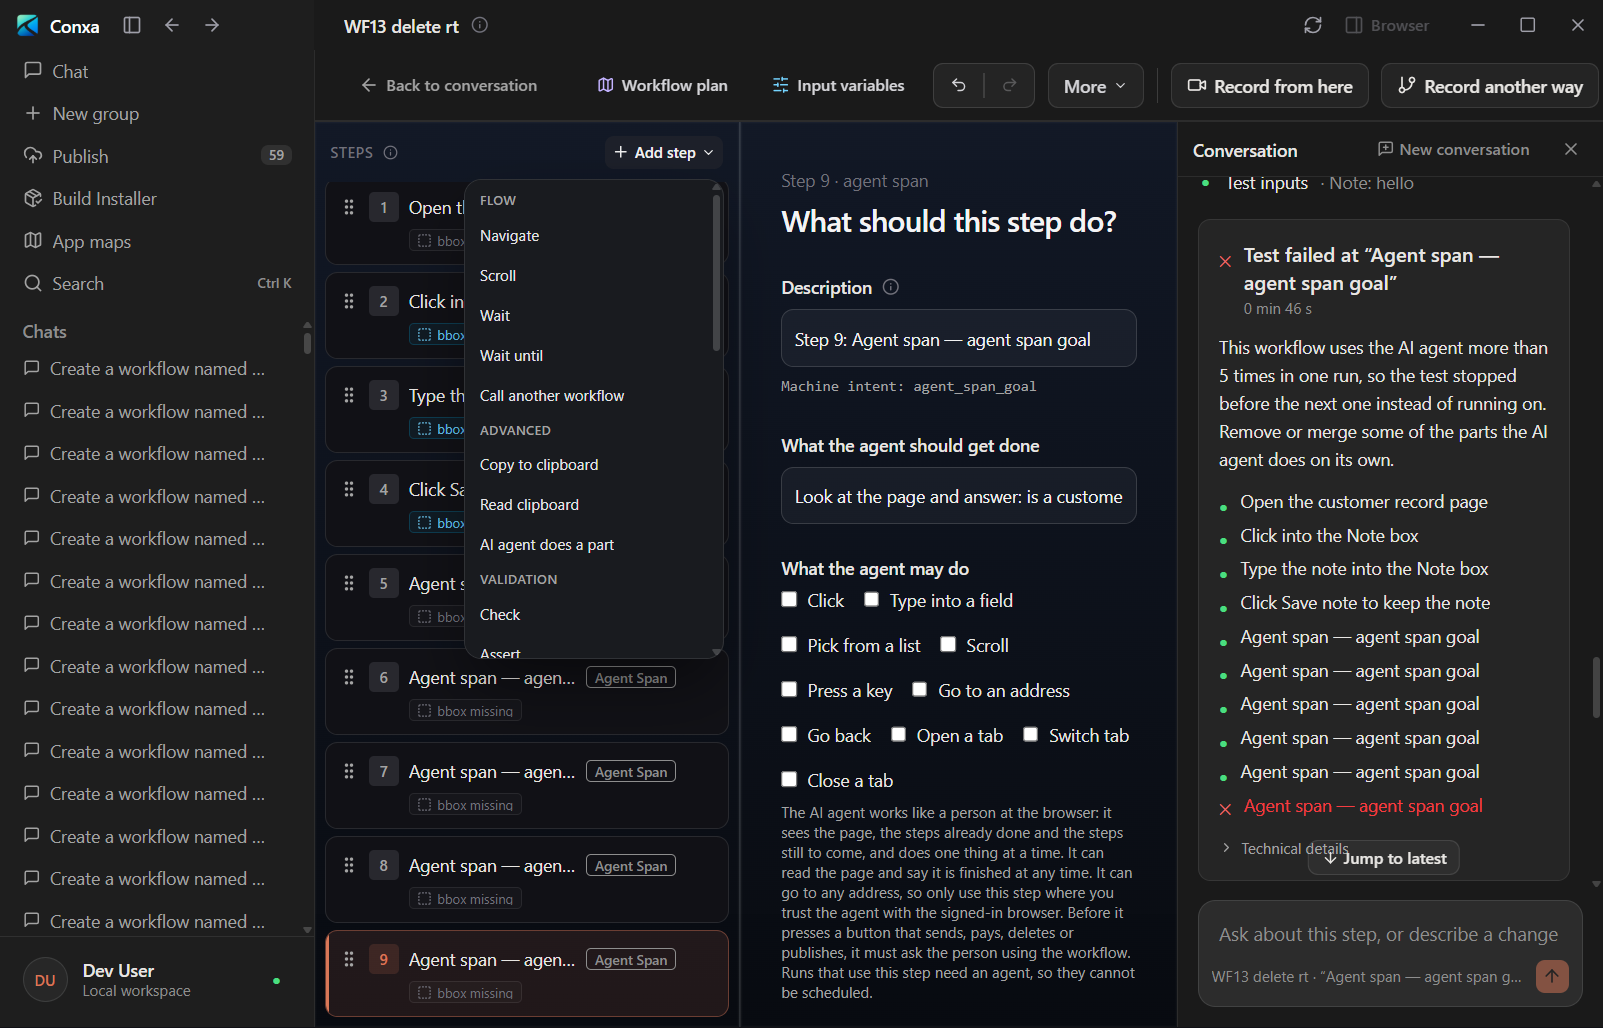 Conxa
WF13 delete rt
Browser
Chat
New group
Publish
59
Build Installer
App maps
Search
Ctrl K
Chats
Create a workflow named ...
Create a workflow named ...
Create a workflow named ...
Create a workflow named ...
Create a workflow named ...
Create a workflow named ...
Create a workflow named ...
Create a workflow named ...
Create a workflow named ...
Create a workflow named ...
Create a workflow named ...
Create a workflow named ...
Create a workflow named ...
Create a workflow named ...
DU
Dev User
Local workspace
Back to conversation
Workflow plan
Input variables
More
Record from here
Record another way
STEPS
Add step
1
Open t
bbox
2
Click in
bbox
3
Type th
bbox
4
Click Sa
bbox
5
Agent s
bbox
6
Agent span — agen...
Agent Span
bbox missing
7
Agent span — agen...
Agent Span
bbox missing
8
Agent span — agen...
Agent Span
bbox missing
9
Agent span — agen...
Agent Span
bbox missing
FLOW
Navigate
Scroll
Wait
Wait until
Call another workflow
ADVANCED
Copy to clipboard
Read clipboard
AI agent does a part
VALIDATION
Check
Assert
Step 9 · agent span
What should this step do?
Description
Step 9: Agent span — agent span goal
Machine intent: agent_span_goal
What the agent should get done
Look at the page and answer: is a custome
What the agent may do
Click
Type into a field
Pick from a list
Scroll
Press a key
Go to an address
Go back
Open a tab
Switch tab
Close a tab
The AI agent works like a person at the browser: it
sees the page, the steps already done and the steps
still to come, and does one thing at a time. It can
read the page and say it is finished at any time. It can
go to any address, so only use this step where you
trust the agent with the signed-in browser. Before it
presses a button that sends, pays, deletes or
publishes, it must ask the person using the workflow.
Runs that use this step need an agent, so they cannot
be scheduled.
Conversation
New conversation
Test inputs · Note: hello
Test failed at “Agent span —
agent span goal”
0 min 46 s
This workflow uses the AI agent more than
5 times in one run, so the test stopped
before the next one instead of running on.
Remove or merge some of the parts the AI
agent does on its own.
Open the customer record page
Click into the Note box
Type the note into the Note box
Click Save note to keep the note
Agent span — agent span goal
Agent span — agent span goal
Agent span — agent span goal
Agent span — agent span goal
Agent span — agent span goal
Agent span — agent span goal
Technical details
Jump to latest
Ask about this step, or describe a change
WF13 delete rt · “Agent span — agent span g...